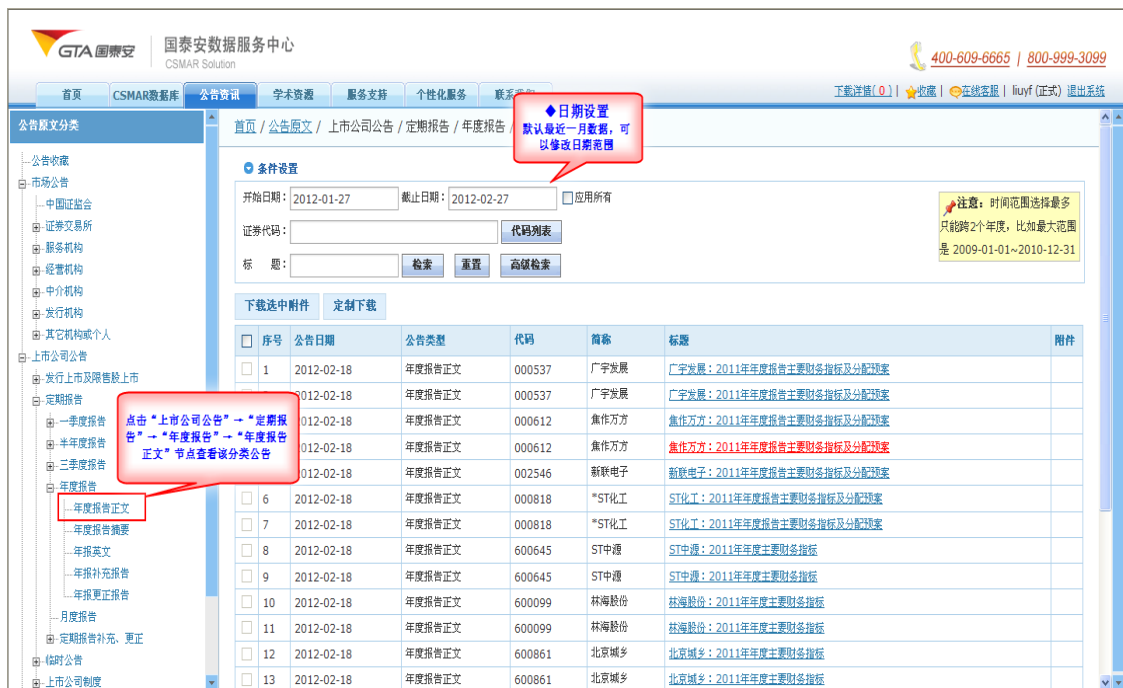 GTA 国泰安
国泰安数据服务中心
CSMAR Solution
400-609-6665 | 800-999-3099
首页 CSMAR数据库 公告资讯 学术资源 服务支持 个性化服务
下载详情(0) | 收藏 | 在线客服 | liuyf (正式) 退出系统
公告原文分类
首页 / 公告原文 / 上市公司公告 / 定期报告 / 年度报告 /
◆日期设置
默认最近一月数据，可
以修改日期范围
公告收藏
市场公告
中国证监会
证券交易所
服务机构
经营机构
中介机构
发行机构
其它机构或个人
上市公司公告
发行上市及限售股上市
定期报告
一季度报告
半年度报告
三季度报告
年度报告
年度报告正文
年度报告摘要
年报英文
年报补充报告
年报更正报告
月度报告
定期报告补充、更正
临时公告
上市公司制度
点击“上市公司公告”→“定期报
告”→“年度报告”→“年度报告
正文”节点查看该分类公告
条件设置
开始日期： 2012-01-27 截止日期： 2012-02-27 应用所有
证券代码： 代码列表
标 题： 检索 重置 高级检索
注意：时间范围选择最多
只能跨2个年度，比如最大范围
是 2009-01-01~2010-12-31
下载选中附件 定制下载
序号 公告日期 公告类型 代码 简称 标题 附件
1 2012-02-18 年度报告正文 000537 广宇发展 广宇发展：2011年年度报告主要财务指标及分配预案
012-02-18 年度报告正文 000537 广宇发展 广宇发展：2011年年度报告主要财务指标及分配预案
012-02-18 年度报告正文 000612 焦作万方 焦作万方：2011年年度报告主要财务指标及分配预案
012-02-18 年度报告正文 000612 焦作万方 焦作万方：2011年年度报告主要财务指标及分配预案
012-02-18 年度报告正文 002546 新联电子 新联电子：2011年年度报告主要财务指标及分配预案
6 2012-02-18 年度报告正文 000818 *ST化工 ST化工：2011年年度报告主要财务指标及分配预案
7 2012-02-18 年度报告正文 000818 *ST化工 ST化工：2011年年度报告主要财务指标及分配预案
8 2012-02-18 年度报告正文 600645 ST中源 ST中源：2011年年度主要财务指标
9 2012-02-18 年度报告正文 600645 ST中源 ST中源：2011年年度主要财务指标
10 2012-02-18 年度报告正文 600099 林海股份 林海股份：2011年年度主要财务指标
11 2012-02-18 年度报告正文 600099 林海股份 林海股份：2011年年度主要财务指标
12 2012-02-18 年度报告正文 600861 北京城乡 北京城乡：2011年年度主要财务指标
13 2012-02-18 年度报告正文 600861 北京城乡 北京城乡：2011年年度主要财务指标